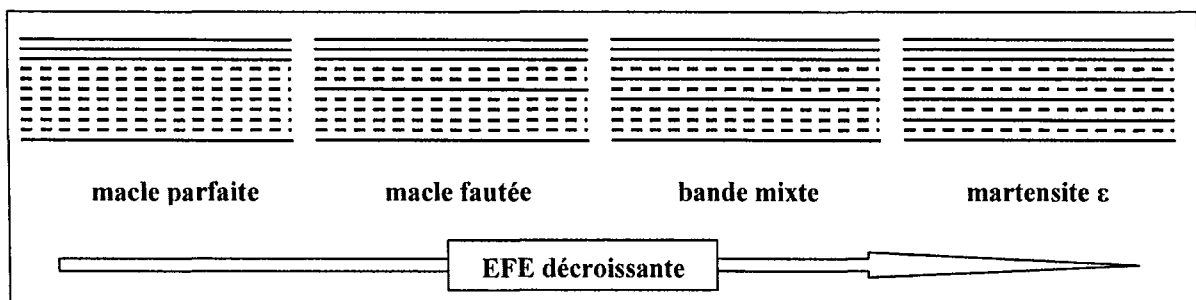 macle parfaite
macle fautée
bande mixte
martensite ε
EFE décroissante